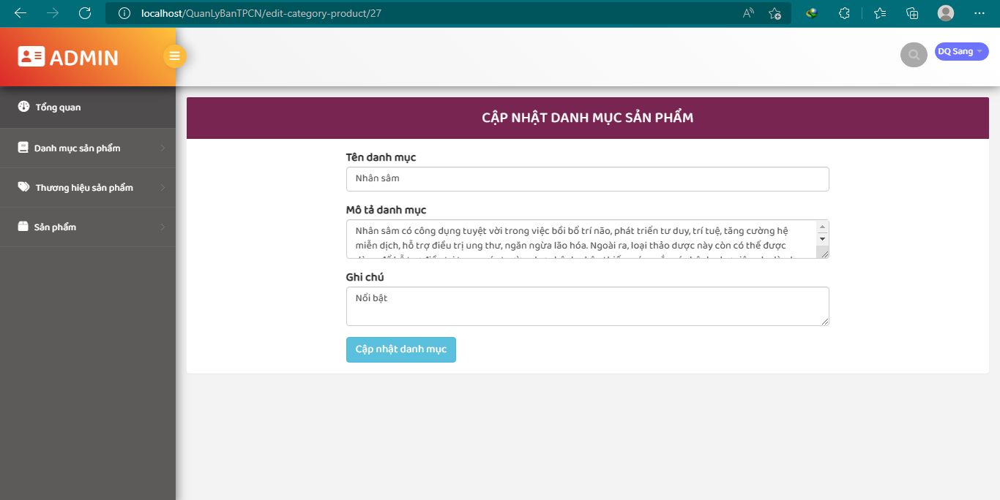 localhost/QuanLyBanTPCN/edit-category-product/27
ADMIN
DQ Sang
Tổng quan
Danh mục sản phẩm
Thương hiệu sản phẩm
Sản phẩm
CẬP NHẬT DANH MỤC SẢN PHẨM
Tên danh mục
Nhân sâm
Mô tả danh mục
Nhân sâm có công dụng tuyệt vời trong việc bồi bổ trí não, phát triển tư duy, trí tuệ, tăng cường hệ
miễn dịch, hỗ trợ điều trị ung thư, ngăn ngừa lão hóa. Ngoài ra, loại thảo dược này còn có thể được
Ghi chú
Nổi bật
Cập nhật danh mục